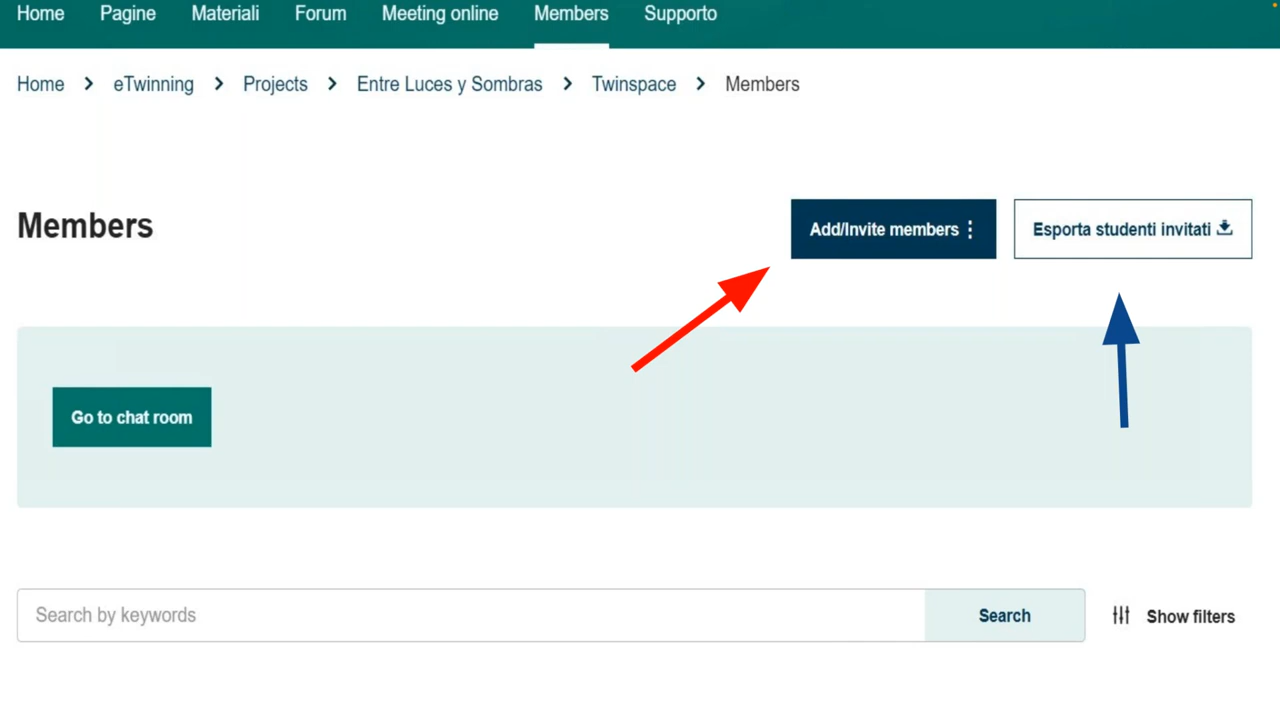 Home Pagine Materiali Forum Meeting online Members Supporto
Home > eTwinning > Projects > Entre Luces y Sombras > Twinspace > Members
Members
Add/Invite members
Esporta studenti invitati
Go to chat room
Search by keywords
Search
Show filters